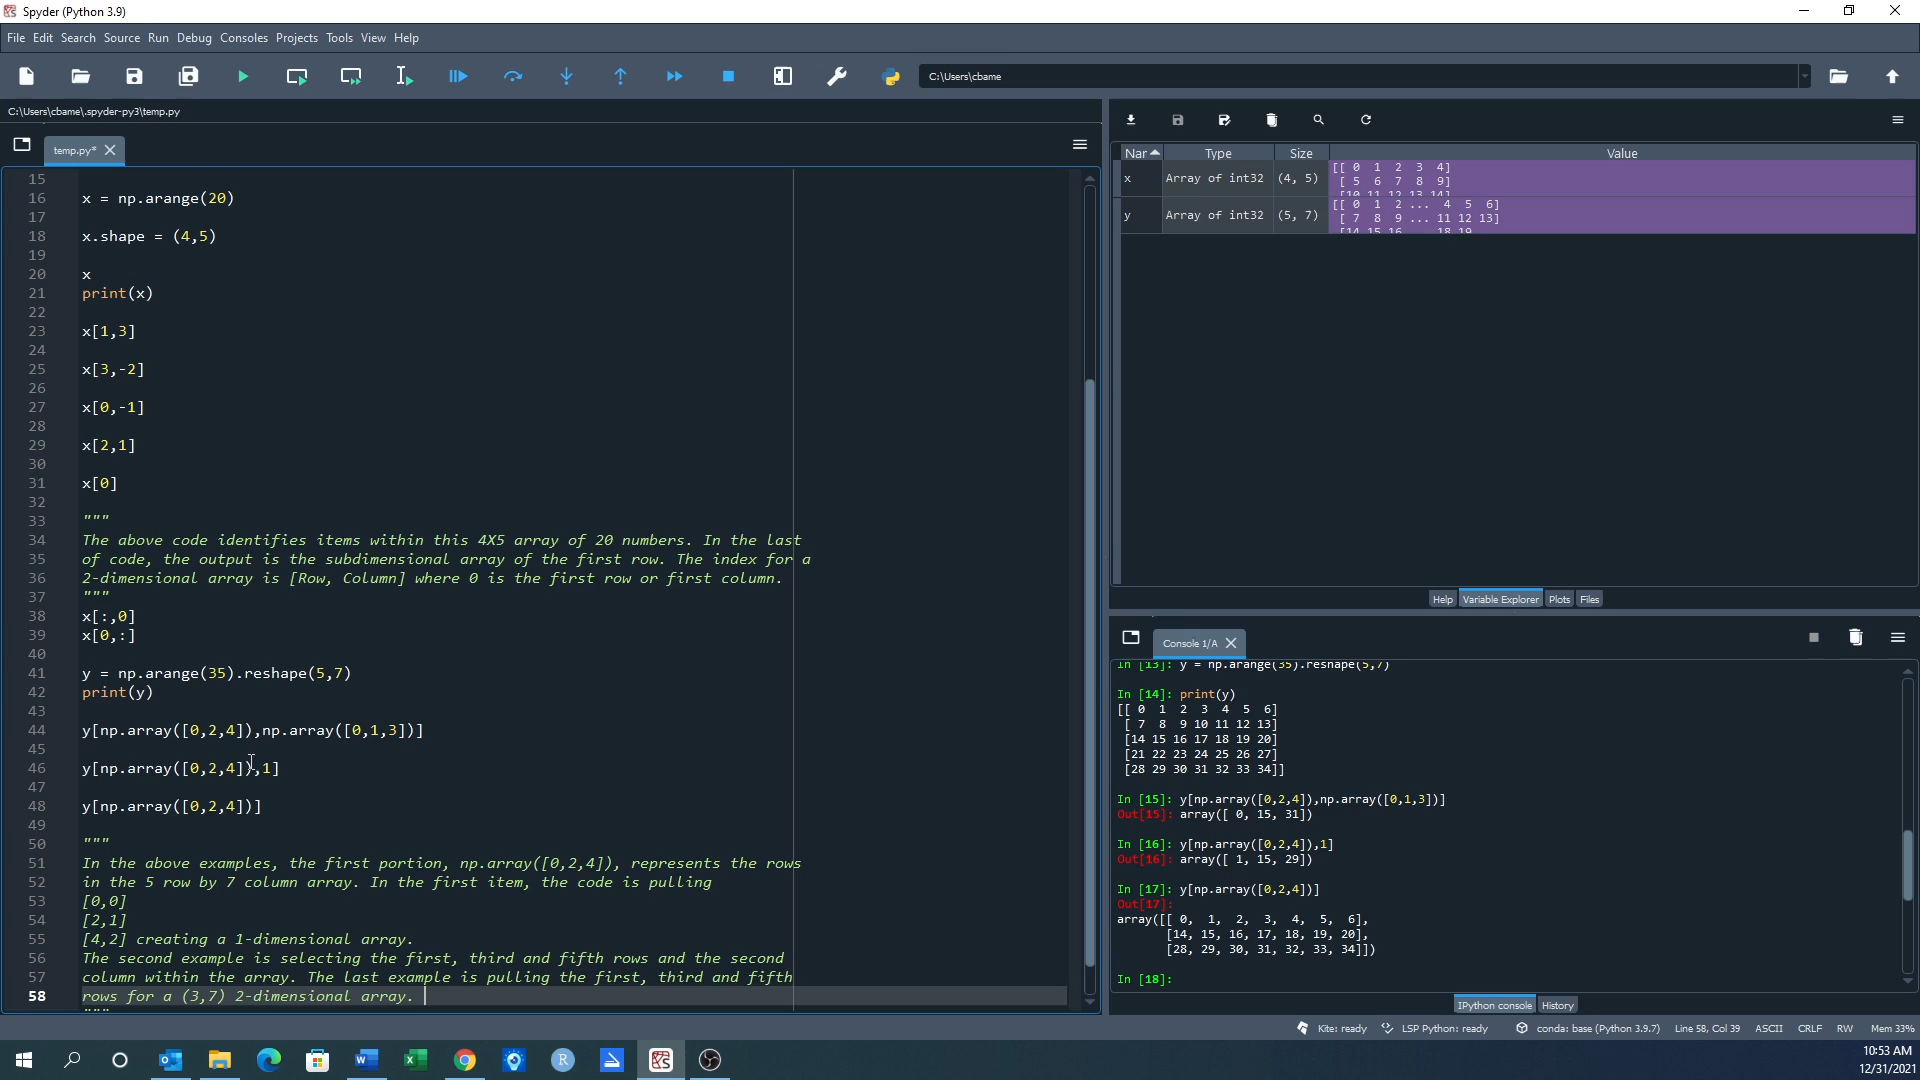 Spyder (Python 3.9)
File Edit Search Source Run Debug Consoles Projects Tools View Help
C:\Users\cbame
C:\Users\cbame\.spyder-py3\temp.py
temp.py*
15
16 x = np.arange(20)
17
18 x.shape = (4,5)
19
20 x
21 print(x)
22
23 x[1,3]
24
25 x[3,-2]
26
27 x[0,-1]
28
29 x[2,1]
30
31 x[0]
32
33 """
34 The above code identifies items within this 4X5 array of 20 numbers. In the last
35 of code, the output is the subdimensional array of the first row. The index for a
36 2-dimensional array is [Row, Column] where 0 is the first row or first column.
37 """
38 x[:,0]
39 x[0,:]
40
41 y = np.arange(35).reshape(5,7)
42 print(y)
43
44 y[np.array([0,2,4]),np.array([0,1,3])]
45
46 y[np.array([0,2,4]),1]
47
48 y[np.array([0,2,4])]
49
50 """
51 In the above examples, the first portion, np.array([0,2,4]), represents the rows
52 in the 5 row by 7 column array. In the first item, the code is pulling
53 [0,0]
54 [2,1]
55 [4,2] creating a 1-dimensional array.
56 The second example is selecting the first, third and fifth rows and the second
57 column within the array. The last example is pulling the first, third and fifth
58 rows for a (3,7) 2-dimensional array.
"""
Nar Type Size Value
x Array of int32 (4, 5) [[ 0 1 2 3 4]
[ 5 6 7 8 9]
[10 11 12 13 14]
y Array of int32 (5, 7) [[ 0 1 2 ... 4 5 6]
[ 7 8 9 ... 11 12 13]
[14 15 16 ... 18 19
Help Variable Explorer Plots Files
Console 1/A
In [13]: y = np.arange(35).reshape(5,7)
In [14]: print(y)
[[ 0 1 2 3 4 5 6]
[ 7 8 9 10 11 12 13]
[14 15 16 17 18 19 20]
[21 22 23 24 25 26 27]
[28 29 30 31 32 33 34]]
In [15]: y[np.array([0,2,4]),np.array([0,1,3])]
Out[15]: array([ 0, 15, 31])
In [16]: y[np.array([0,2,4]),1]
Out[16]: array([ 1, 15, 29])
In [17]: y[np.array([0,2,4])]
Out[17]:
array([[ 0, 1, 2, 3, 4, 5, 6],
[14, 15, 16, 17, 18, 19, 20],
[28, 29, 30, 31, 32, 33, 34]])
In [18]:
IPython console History
Kite: ready LSP Python: ready conda: base (Python 3.9.7) Line 58, Col 39 ASCII CRLF RW Mem 33%
10:53 AM
12/31/2021